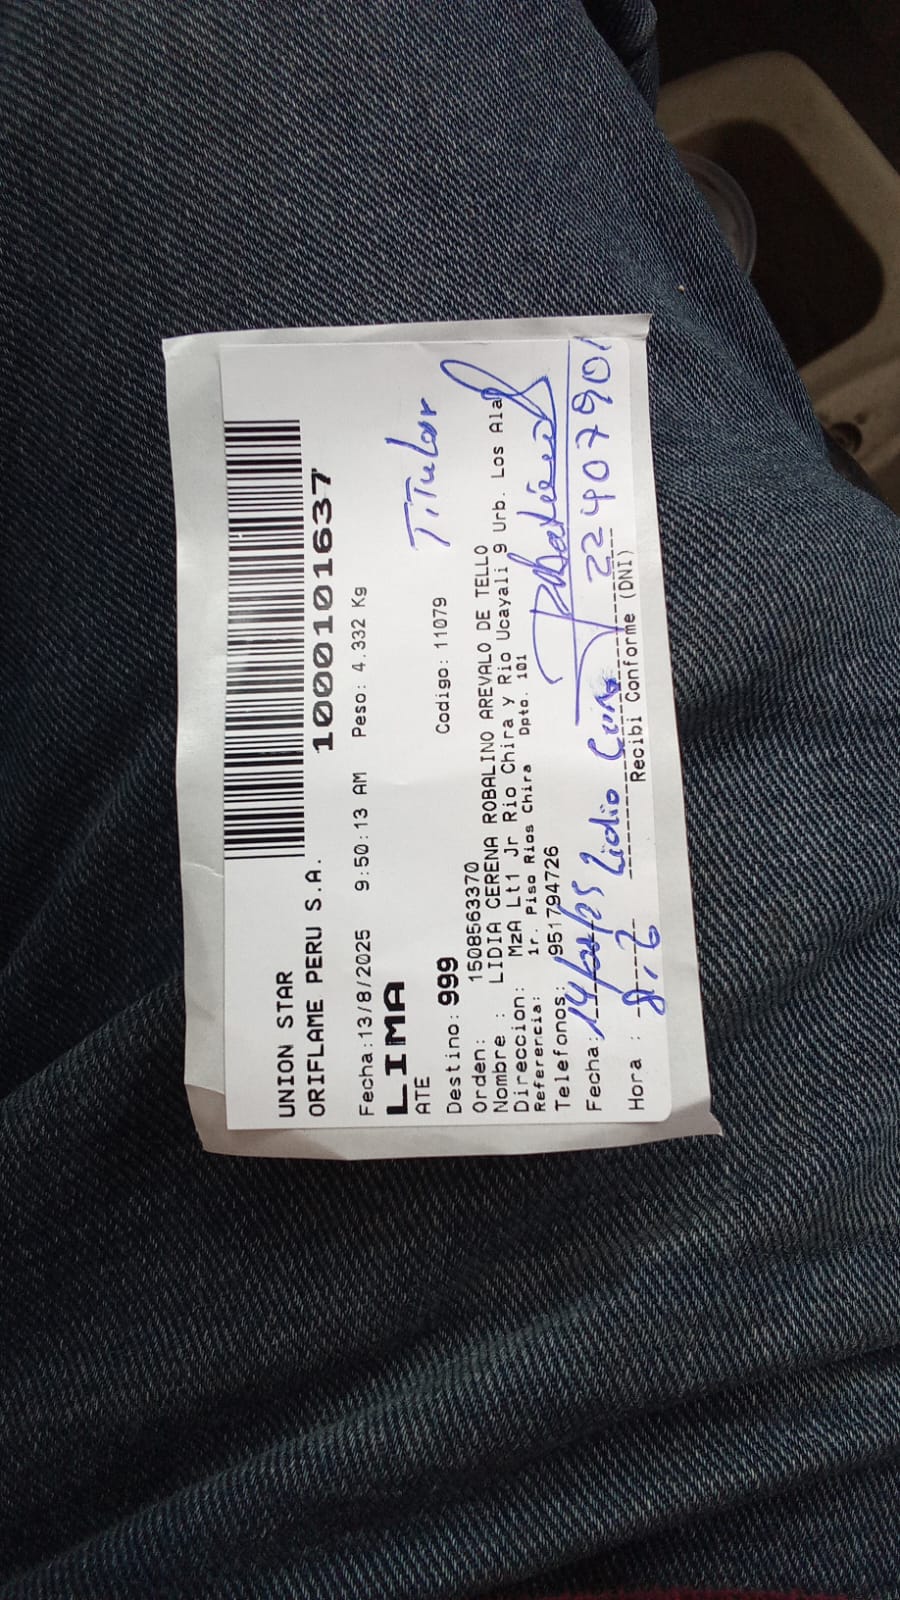 UNION STAR
ORIFLAME PERU S.A. 10001101637
Fecha:13/8/2025 9:50:13 AM Peso: 4.332 Kg
LIMA
ATE
Titular
Destino: 999 Codigo: 11079
Orden: 1508563370
Nombre : LIDIA CERENA ROBALINO AREVALO DE TELLO
Direccion: MzA Lt1 Jr Rio Chira y Rio Ucayali 9 Urb. Los Ala
Referencia: 1r. Piso Rios Chira Dpto. 101
Telefonos: 951794726
Fecha: 14/08/25 Lidia 22407901
Hora :
Recibi Conforme (DNI)